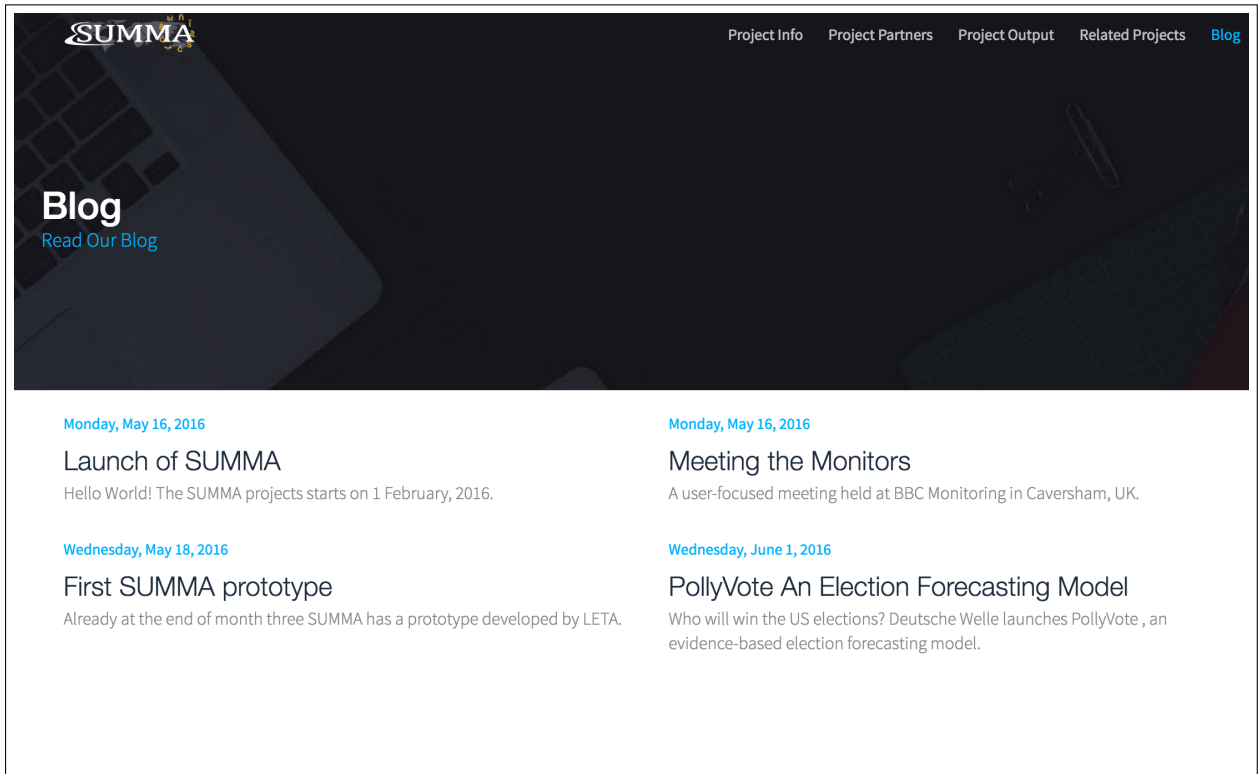 SUMMA
Project Info Project Partners Project Output Related Projects Blog
Blog
Read Our Blog
Monday, May 16, 2016
Launch of SUMMA
Hello World! The SUMMA projects starts on 1 February, 2016.
Monday, May 16, 2016
Meeting the Monitors
A user-focused meeting held at BBC Monitoring in Caversham, UK.
Wednesday, May 18, 2016
First SUMMA prototype
Already at the end of month three SUMMA has a prototype developed by LETA.
Wednesday, June 1, 2016
PollyVote An Election Forecasting Model
Who will win the US elections? Deutsche Welle launches PollyVote , an
evidence-based election forecasting model.